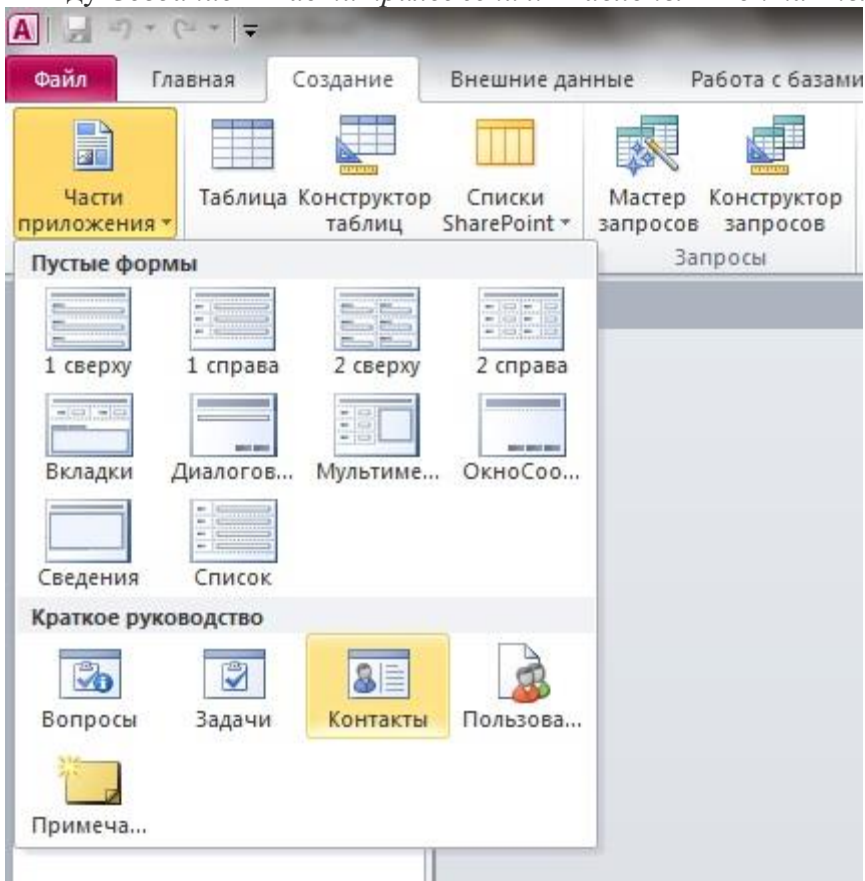 A
Файл Главная Создание Внешние данные Работа с базами
Части приложения Таблица Конструктор таблиц Списки SharePoint Мастер запросов Конструктор запросов
Запросы
Пустые формы
1 сверху 1 справа 2 сверху 2 справа
Вкладки Диалогов... Мультиме... ОкноСоо...
Сведения Список
Краткое руководство
Вопросы Задачи Контакты Пользова...
Примеча...